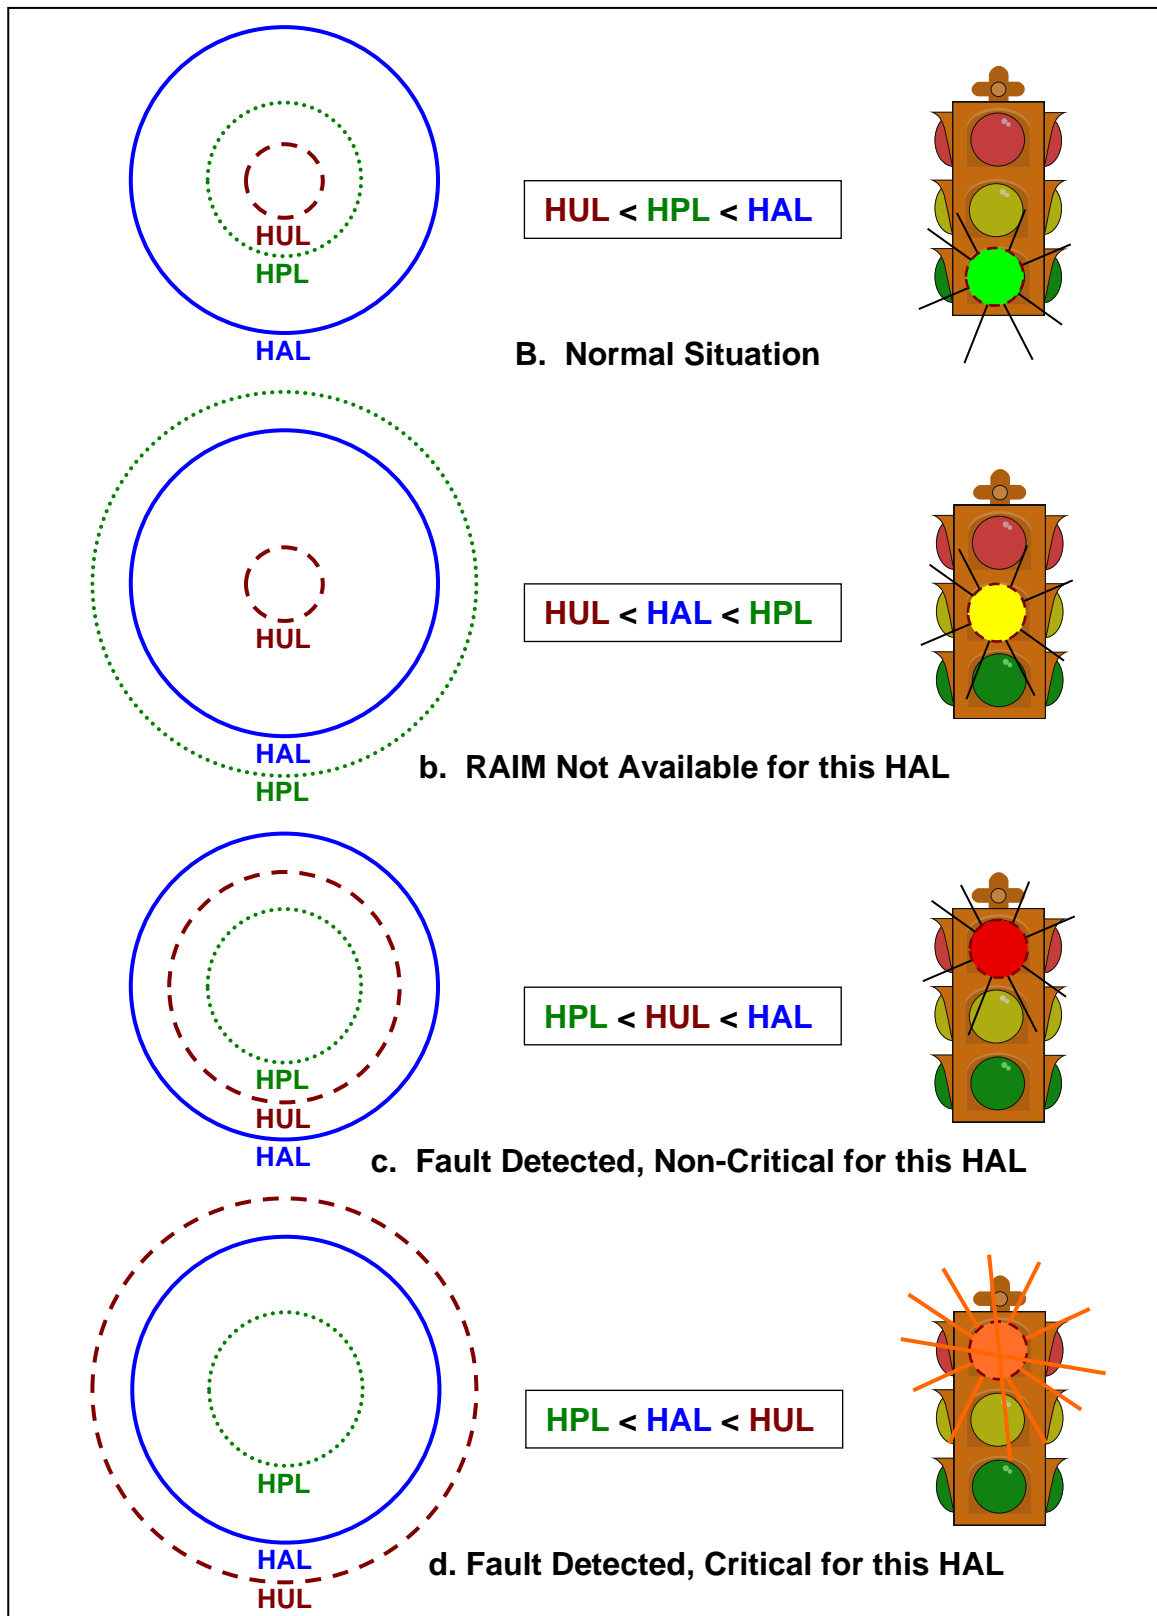 HUL
HPL
HAL
HUL < HPL < HAL
B. Normal Situation
HUL
HAL
HPL
HUL < HAL < HPL
b. RAIM Not Available for this HAL
HPL
HUL
HAL
HPL < HUL < HAL
c. Fault Detected, Non-Critical for this HAL
HPL
HAL
HUL
HPL < HAL < HUL
d. Fault Detected, Critical for this HAL